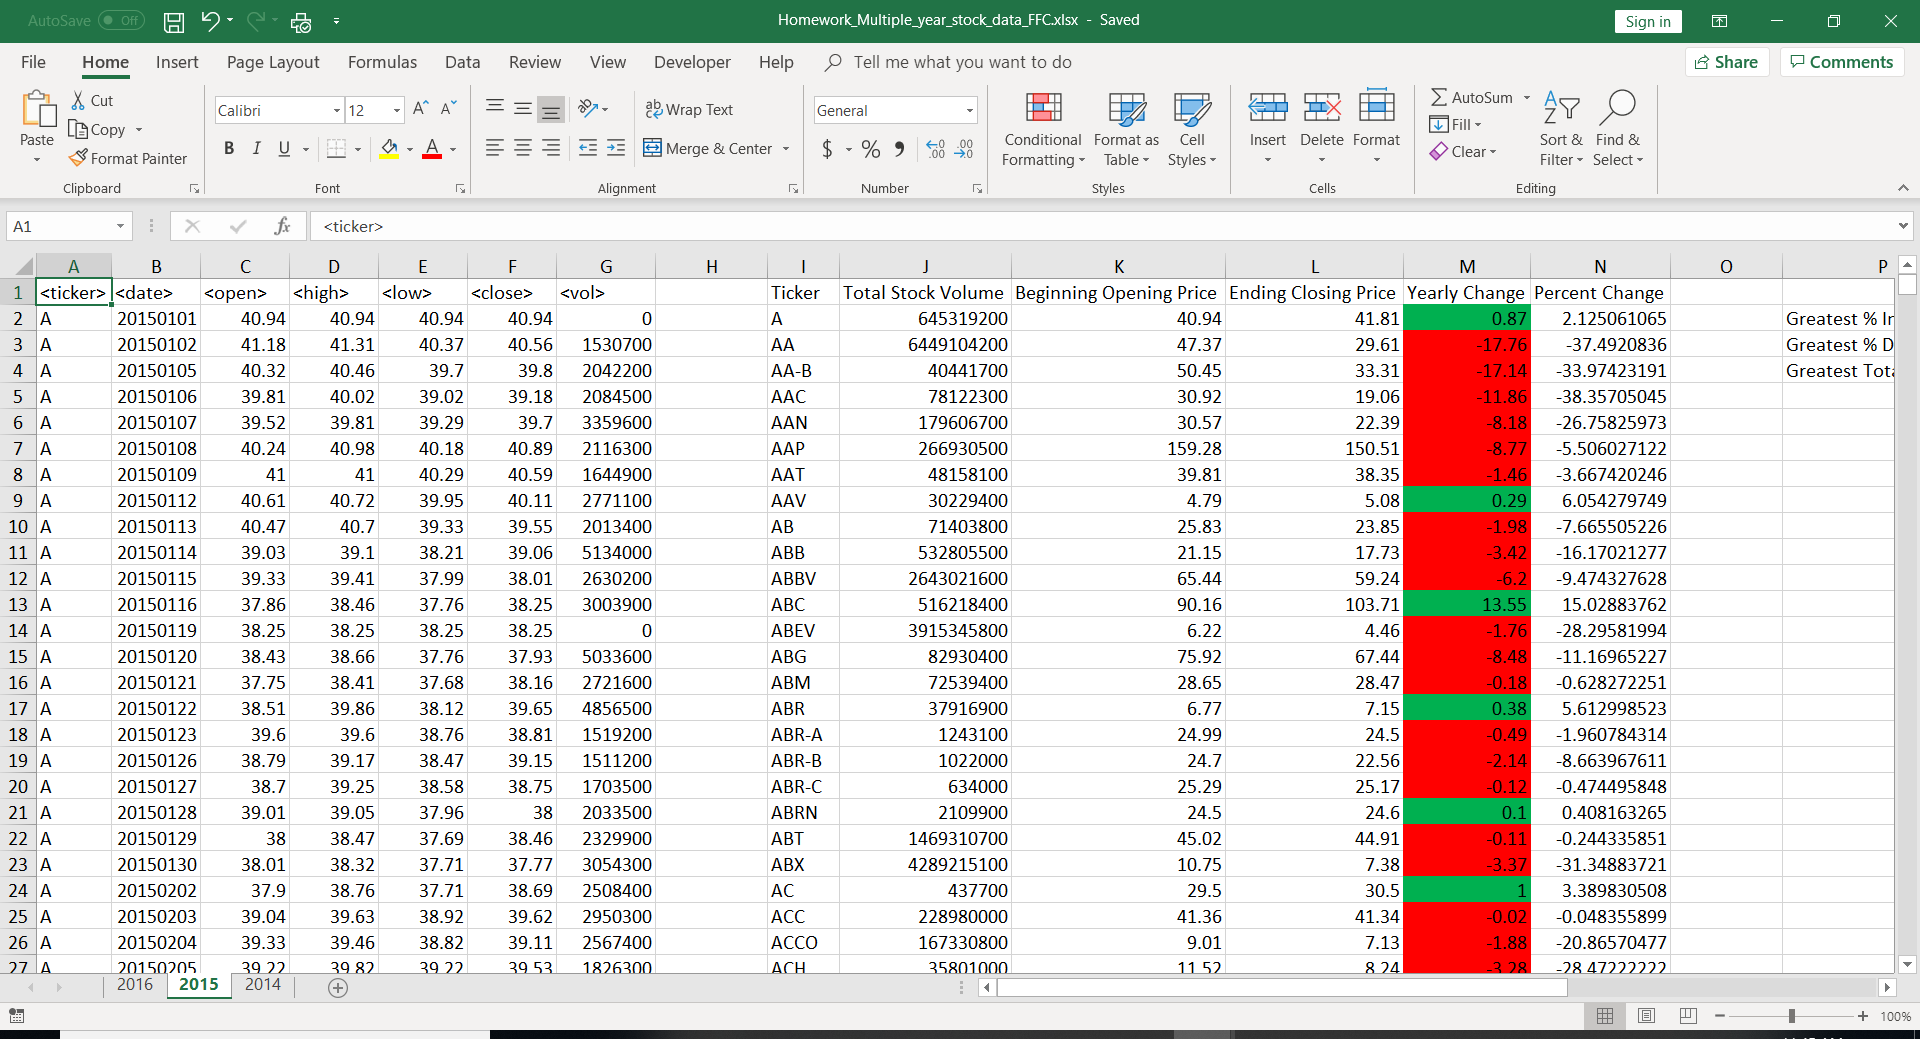 AutoSave Off Homework_Multiple_year_stock_data_FFC.xlsx - Saved Sign in
File Home Insert Page Layout Formulas Data Review View Developer Help Tell me what you want to do Share Comments
Paste Cut Copy Format Painter Clipboard
Calibri 12 B I U A Font
ab Wrap Text Merge & Center Alignment
General $ % Number
Conditional Formatting Format as Table Cell Styles Styles
Insert Delete Format Cells
AutoSum Fill Clear Sort & Filter Find & Select Editing
A1 fx <ticker>
A B C D E F G H I J K L M N O P
1 <ticker> <date> <open> <high> <low> <close> <vol> Ticker Total Stock Volume Beginning Opening Price Ending Closing Price Yearly Change Percent Change
2 A 20150101 40.94 40.94 40.94 40.94 0 A 645319200 40.94 41.81 0.87 2.125061065 Greatest % Ir
3 A 20150102 41.18 41.31 40.37 40.56 1530700 AA 6449104200 47.37 29.61 -17.76 -37.4920836 Greatest % D
4 A 20150105 40.32 40.46 39.7 39.8 2042200 AA-B 40441700 50.45 33.31 -17.14 -33.97423191 Greatest Tota
5 A 20150106 39.81 40.02 39.02 39.18 2084500 AAC 78122300 30.92 19.06 -11.86 -38.35705045
6 A 20150107 39.52 39.81 39.29 39.7 3359600 AAN 179606700 30.57 22.39 -8.18 -26.75825973
7 A 20150108 40.24 40.98 40.18 40.89 2116300 AAP 266930500 159.28 150.51 -8.77 -5.506027122
8 A 20150109 41 41 40.29 40.59 1644900 AAT 48158100 39.81 38.35 -1.46 -3.667420246
9 A 20150112 40.61 40.72 39.95 40.11 2771100 AAV 30229400 4.79 5.08 0.29 6.054279749
10 A 20150113 40.47 40.7 39.33 39.55 2013400 AB 71403800 25.83 23.85 -1.98 -7.665505226
11 A 20150114 39.03 39.1 38.21 39.06 5134000 ABB 532805500 21.15 17.73 -3.42 -16.17021277
12 A 20150115 39.33 39.41 37.99 38.01 2630200 ABBV 2643021600 65.44 59.24 -6.2 -9.474327628
13 A 20150116 37.86 38.46 37.76 38.25 3003900 ABC 516218400 90.16 103.71 13.55 15.02883762
14 A 20150119 38.25 38.25 38.25 38.25 0 ABEV 3915345800 6.22 4.46 -1.76 -28.29581994
15 A 20150120 38.43 38.66 37.76 37.93 5033600 ABG 82930400 75.92 67.44 -8.48 -11.16965227
16 A 20150121 37.75 38.41 37.68 38.16 2721600 ABM 72539400 28.65 28.47 -0.18 -0.628272251
17 A 20150122 38.51 39.86 38.12 39.65 4856500 ABR 37916900 6.77 7.15 0.38 5.612998523
18 A 20150123 39.6 39.6 38.76 38.81 1519200 ABR-A 1243100 24.99 24.5 -0.49 -1.960784314
19 A 20150126 38.79 39.17 38.47 39.15 1511200 ABR-B 1022000 24.7 22.56 -2.14 -8.663967611
20 A 20150127 38.7 39.25 38.58 38.75 1703500 ABR-C 634000 25.29 25.17 -0.12 -0.474495848
21 A 20150128 39.01 39.05 37.96 38 2033500 ABRN 2109900 24.5 24.6 0.1 0.408163265
22 A 20150129 38 38.47 37.69 38.46 2329900 ABT 1469310700 45.02 44.91 -0.11 -0.244335851
23 A 20150130 38.01 38.32 37.71 37.77 3054300 ABX 4289215100 10.75 7.38 -3.37 -31.34883721
24 A 20150202 37.9 38.76 37.71 38.69 2508400 AC 437700 29.5 30.5 1 3.389830508
25 A 20150203 39.04 39.63 38.92 39.62 2950300 ACC 228980000 41.36 41.34 -0.02 -0.048355899
26 A 20150204 39.33 39.46 38.82 39.11 2567400 ACCO 167330800 9.01 7.13 -1.88 -20.86570477
27 A 20150205 39.22 39.82 39.22 39.53 1826300 ACH 35801000 11.52 8.24 -3.28 -28.47222222
2016 2015 2014
100%